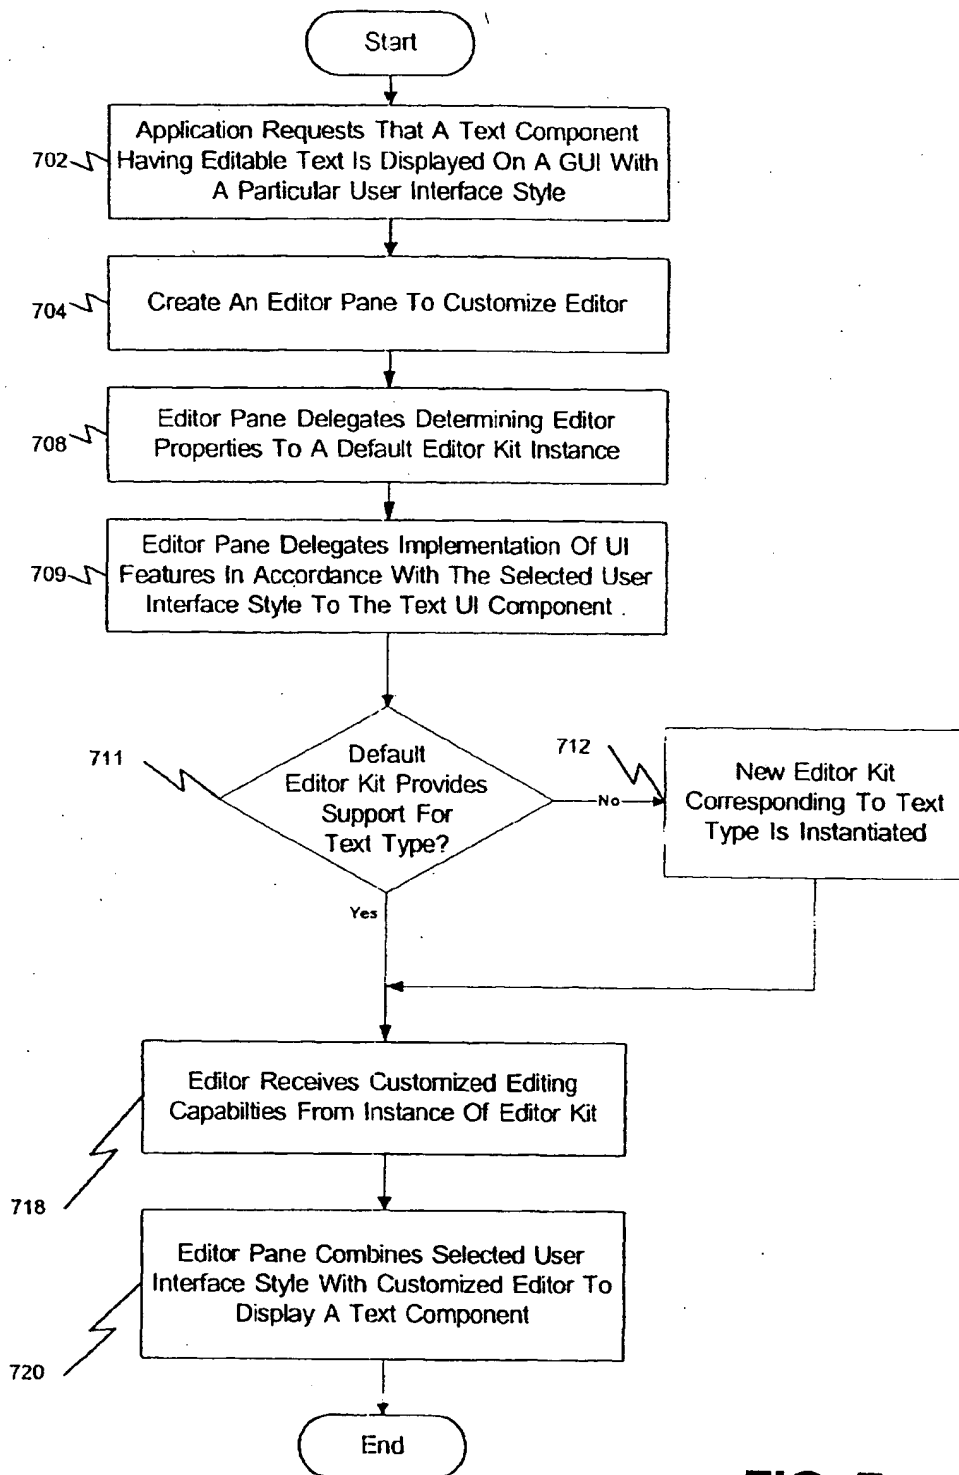 Start
702
Application Requests That A Text Component
Having Editable Text Is Displayed On A GUI With
A Particular User Interface Style
704
Create An Editor Pane To Customize Editor
708
Editor Pane Delegates Determining Editor
Properties To A Default Editor Kit Instance
709
Editor Pane Delegates Implementation Of UI
Features In Accordance With The Selected User
Interface Style To The Text UI Component .
711
Default
Editor Kit Provides
Support For
Text Type?
No
712
New Editor Kit
Corresponding To Text
Type Is Instantiated
Yes
718
Editor Receives Customized Editing
Capabilties From Instance Of Editor Kit
720
Editor Pane Combines Selected User
Interface Style With Customized Editor To
Display A Text Component
End